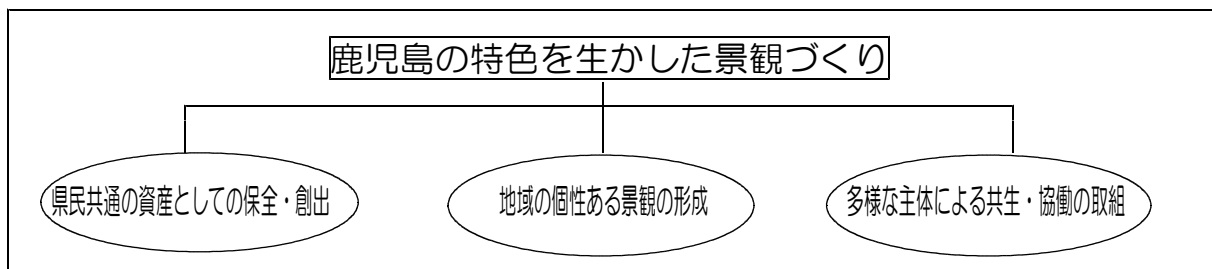 鹿児島の特色を生かした景観づくり
県民共通の資産としての保全・創出
地域の個性ある景観の形成
多様な主体による共生・協働の取組